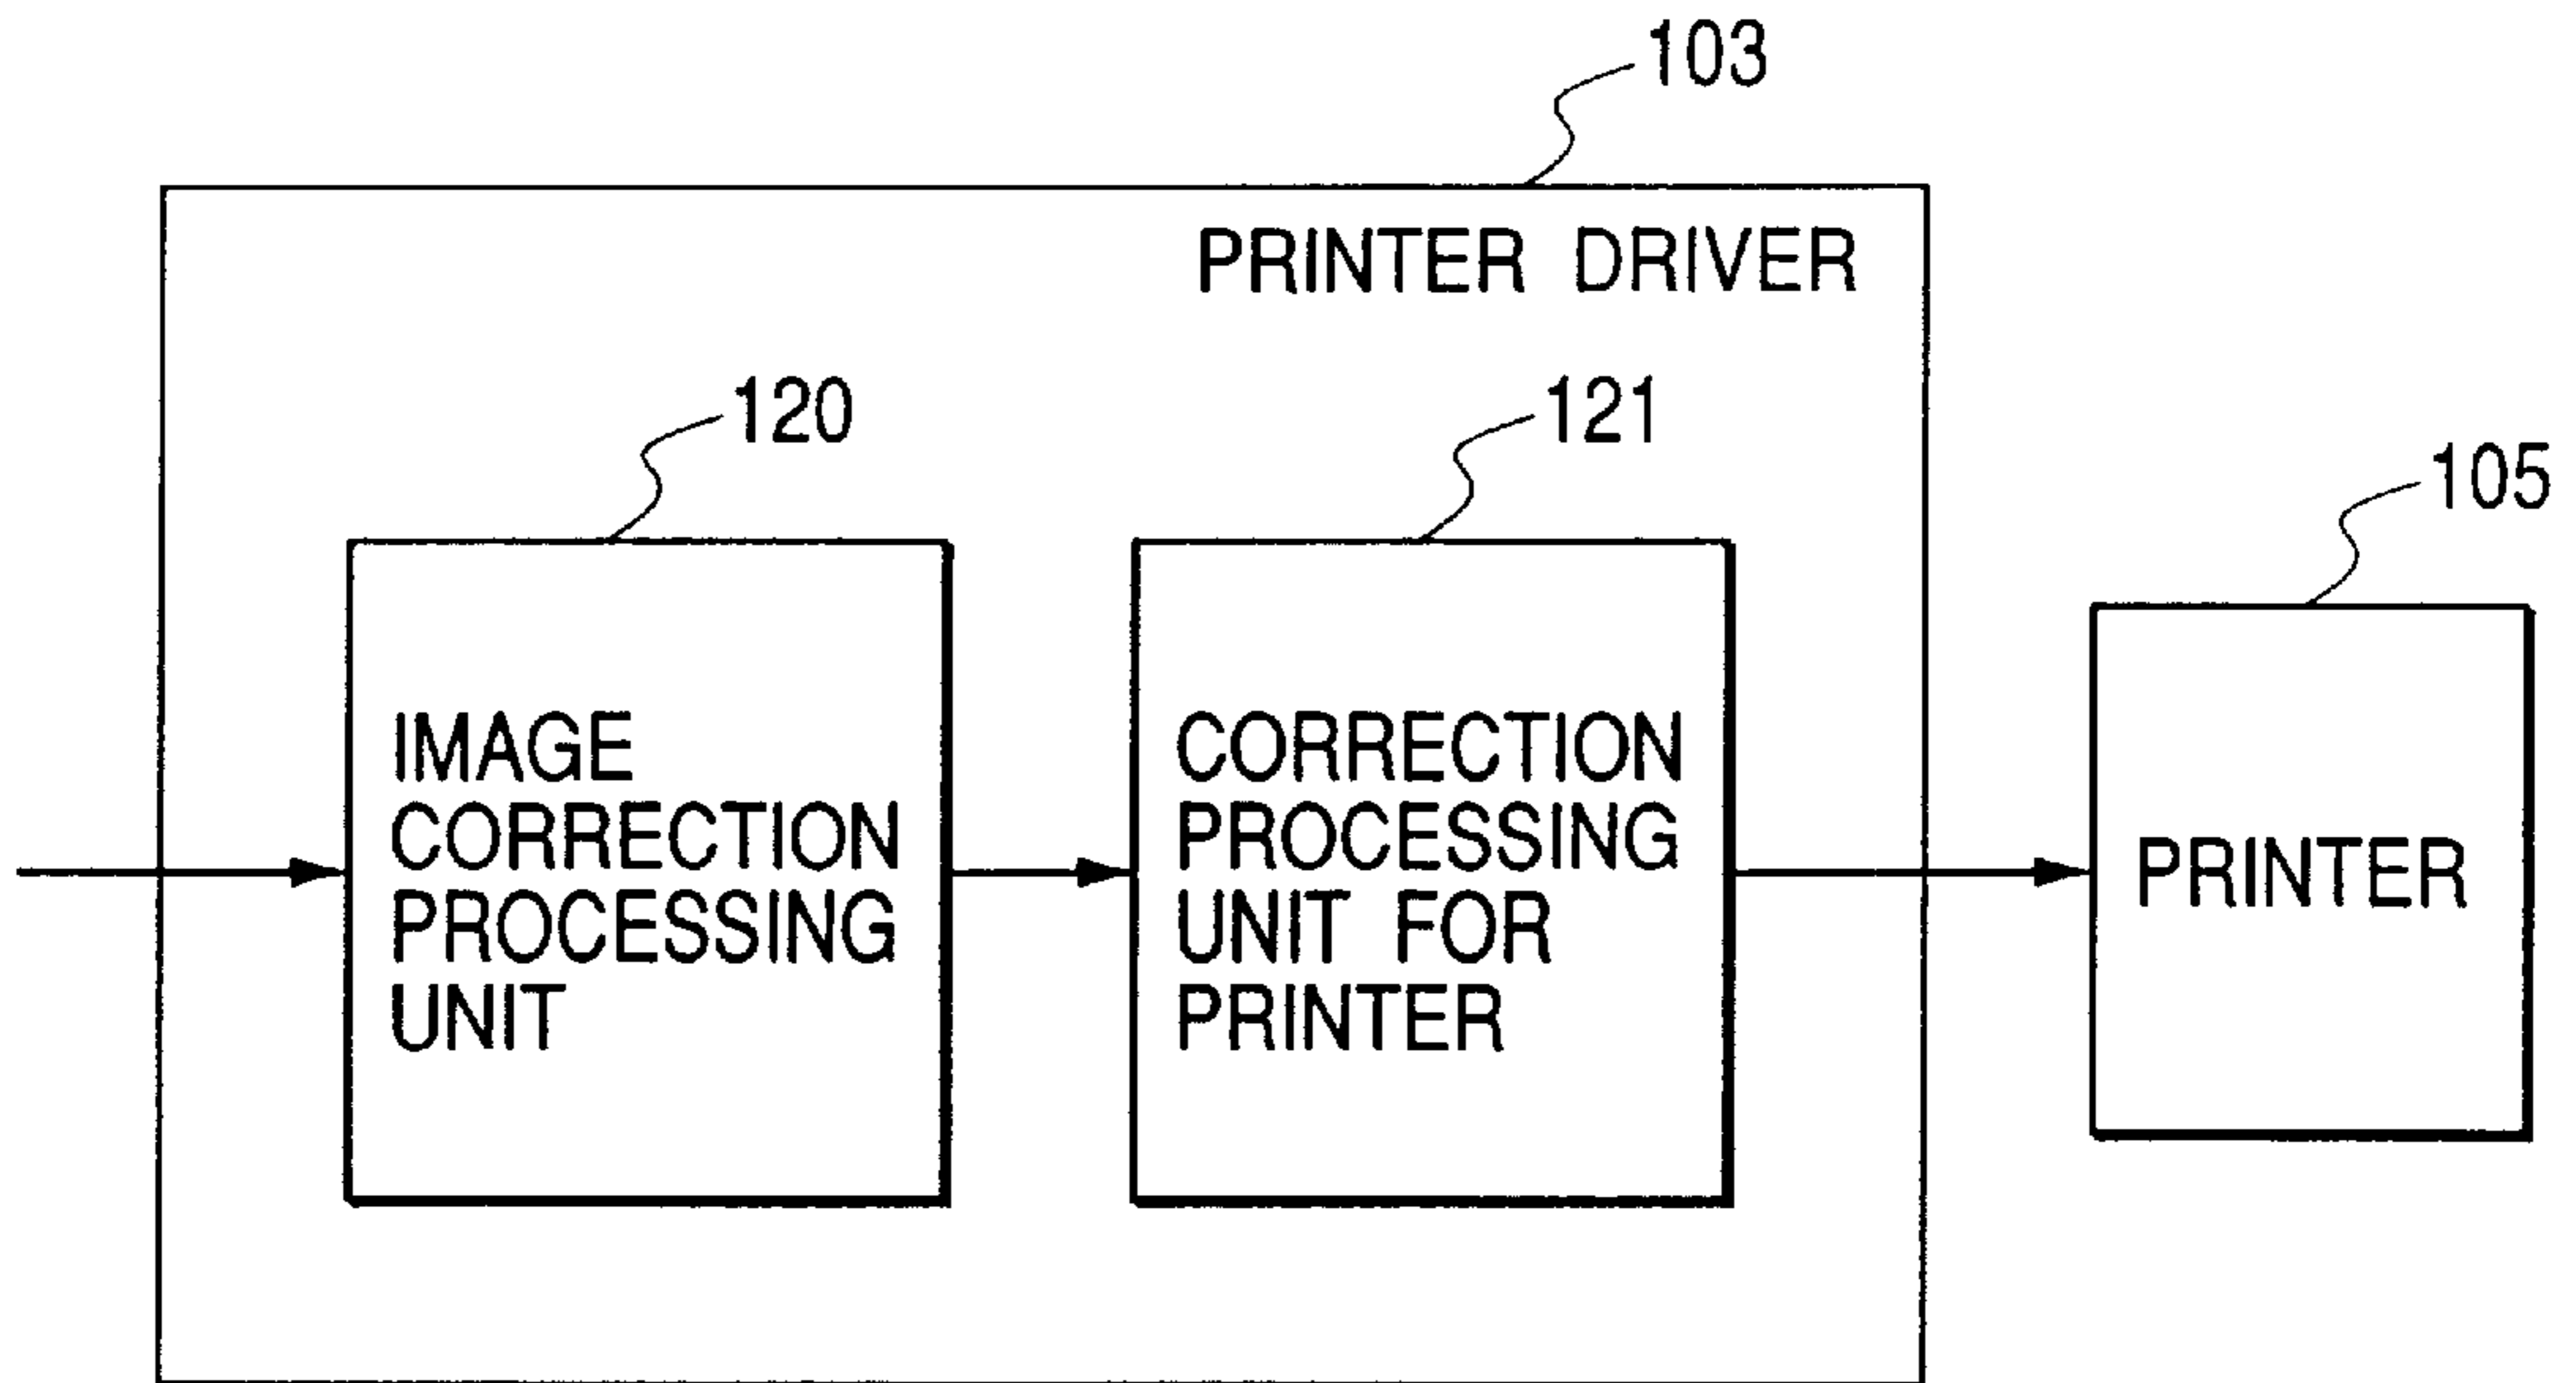 103
PRINTER DRIVER
120
121
105
IMAGE
CORRECTION
PROCESSING
UNIT
CORRECTION
PROCESSING
UNIT FOR
PRINTER
PRINTER